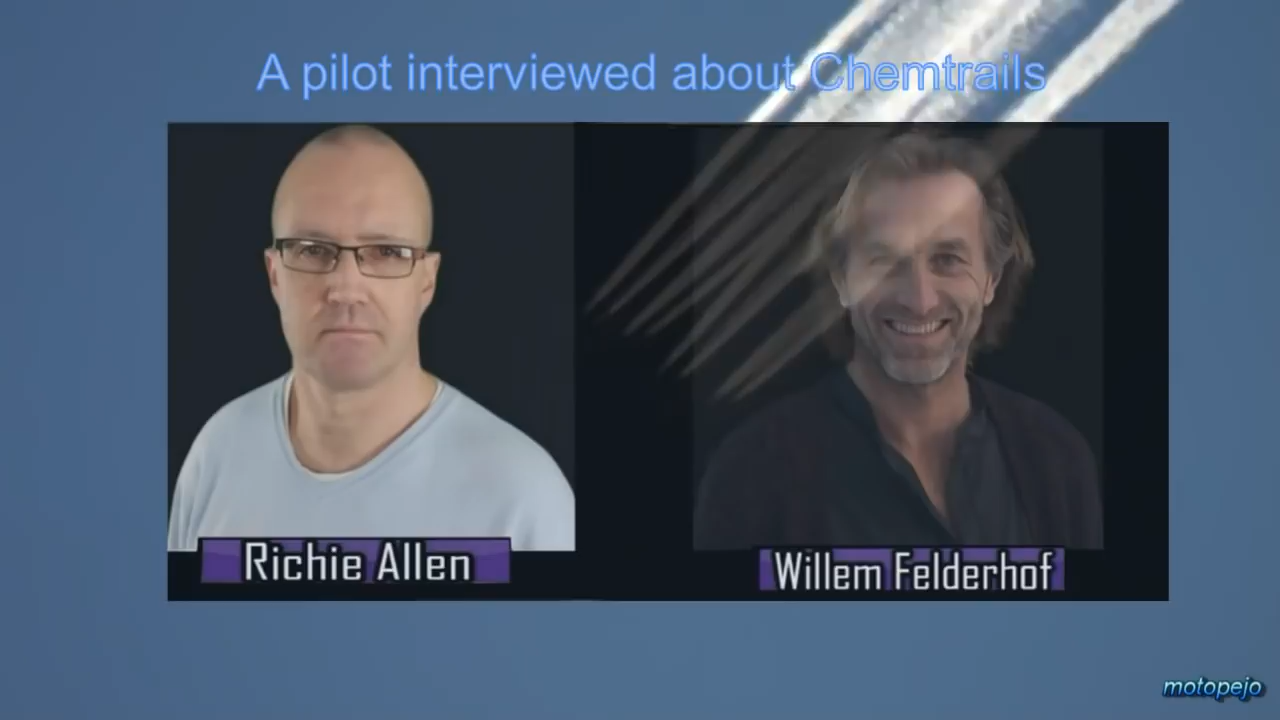 A pilot interviewed about Chemtrails
Richie Allen
Willem Felderhof
motopejo